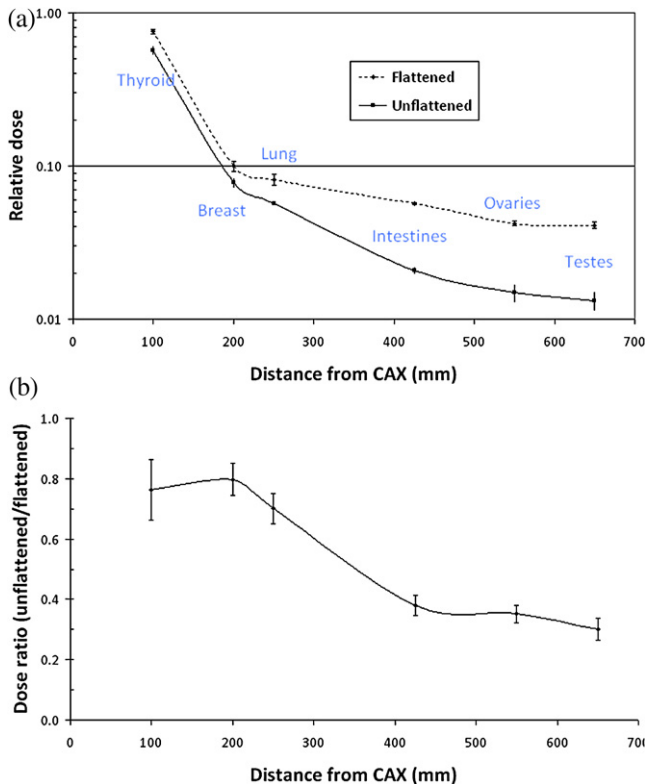 (a)
1.00
0.10
0.01
Relative dose
Flattened
Unflattened
Thyroid
Lung
Breast
Intestines
Ovaries
Testes
0 100 200 300 400 500 600 700
Distance from CAX (mm)
(b)
1.0
0.8
0.6
0.4
0.2
0.0
Dose ratio (unflattened/flattened)
0 100 200 300 400 500 600 700
Distance from CAX (mm)